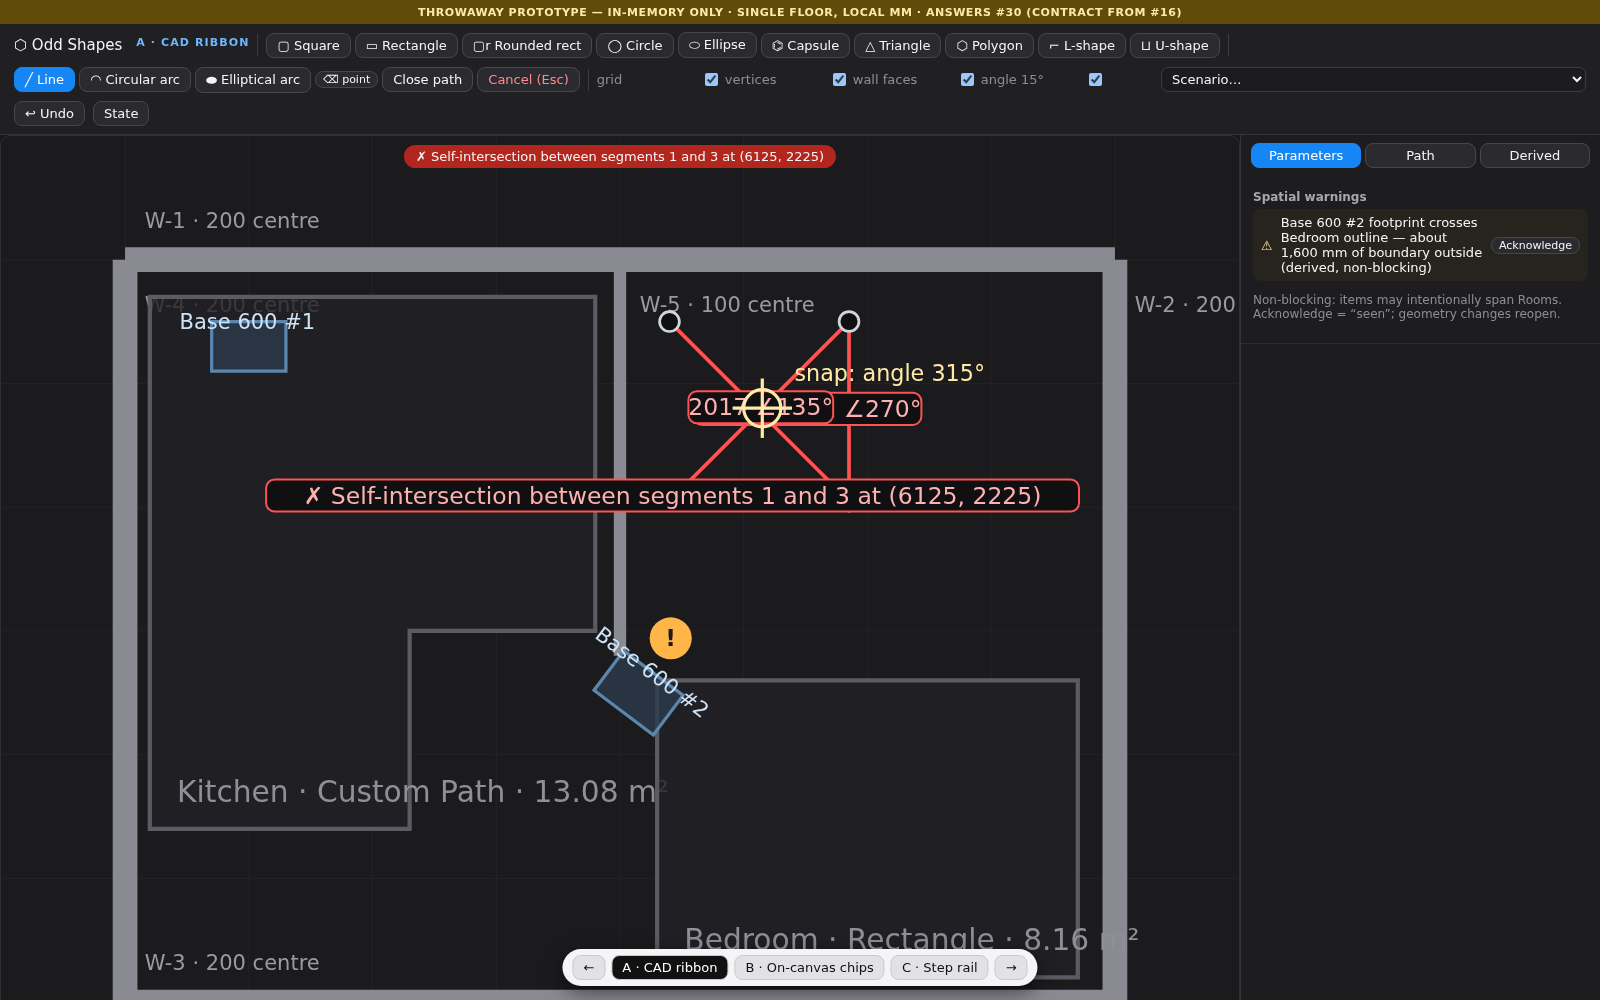 THROWAWAY PROTOTYPE — IN-MEMORY ONLY · SINGLE FLOOR, LOCAL MM · ANSWERS #30 (CONTRACT FROM #16)
⬡ Odd Shapes A · CAD RIBBON ▢ Square ▭ Rectangle ▢r Rounded rect ◯ Circle ⬭ Ellipse ⌬ Capsule △ Triangle ⬡ Polygon ⌐ L-shape ⊔ U-shape
╱ Line ◠ Circular arc ⬬ Elliptical arc ⌫ point Close path Cancel (Esc) grid vertices wall faces angle 15° Scenario…
↩ Undo State
✗ Self-intersection between segments 1 and 3 at (6125, 2225)
Parameters Path Derived
Spatial warnings
⚠ Base 600 #2 footprint crosses
Bedroom outline — about
1,600 mm of boundary outside
(derived, non-blocking)
Acknowledge
Non-blocking: items may intentionally span Rooms.
Acknowledge = “seen”; geometry changes reopen.
W-1 · 200 centre
W-4 · 200 centre
W-5 · 100 centre
W-2 · 200
Base 600 #1
snap: angle 315°
2017 ∠135°
∠270°
✗ Self-intersection between segments 1 and 3 at (6125, 2225)
!
Base 600 #2
Kitchen · Custom Path · 13.08 m²
Bedroom · Rectangle · 8.16 m²
W-3 · 200 centre
← A · CAD ribbon B · On-canvas chips C · Step rail →